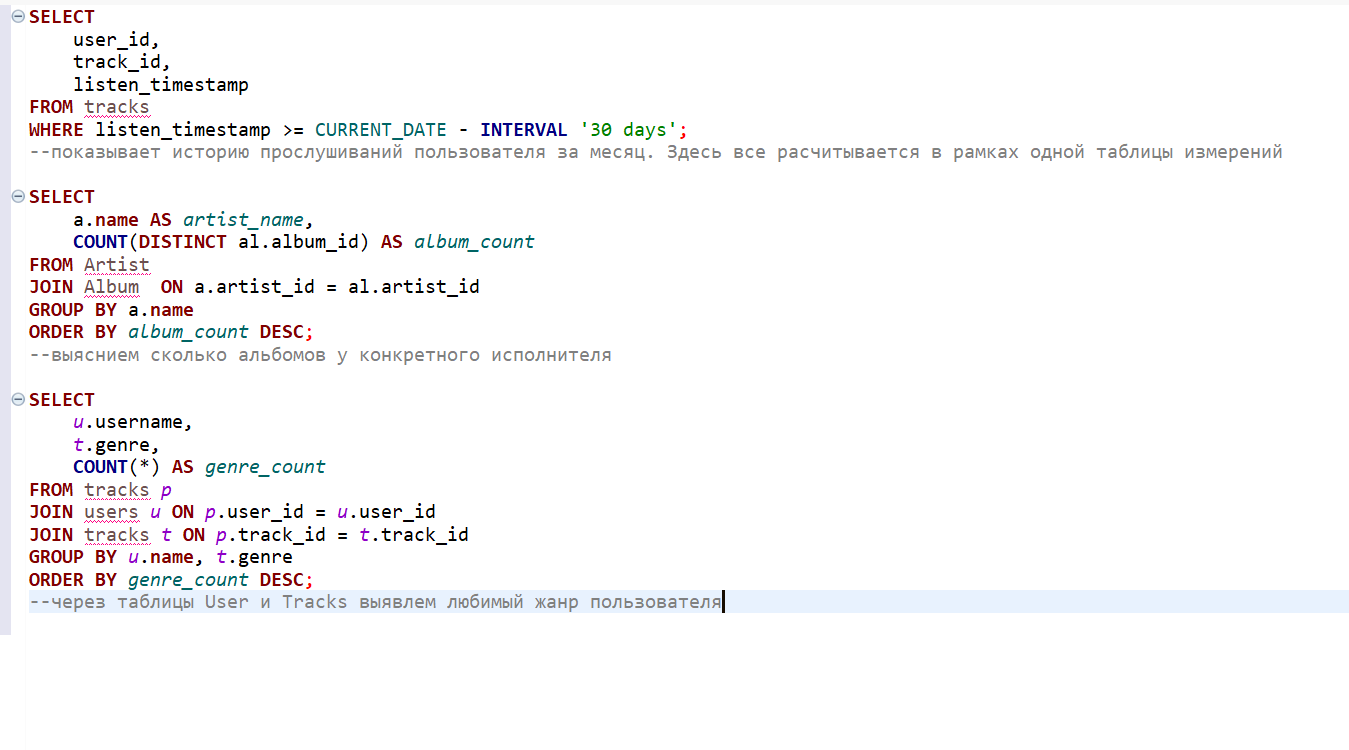 SELECT
user_id,
track_id,
listen_timestamp
FROM tracks
WHERE listen_timestamp >= CURRENT_DATE - INTERVAL '30 days';
--показывает историю прослушиваний пользователя за месяц. Здесь все расчитывается в рамках одной таблицы измерений
SELECT
a.name AS artist_name,
COUNT(DISTINCT al.album_id) AS album_count
FROM Artist
JOIN Album  ON a.artist_id = al.artist_id
GROUP BY a.name
ORDER BY album_count DESC;
--выяснием сколько альбомов у конкретного исполнителя
SELECT
u.username,
t.genre,
COUNT(*) AS genre_count
FROM tracks p
JOIN users u ON p.user_id = u.user_id
JOIN tracks t ON p.track_id = t.track_id
GROUP BY u.name, t.genre
ORDER BY genre_count DESC;
--через таблицы User и Tracks выявлем любимый жанр пользователя